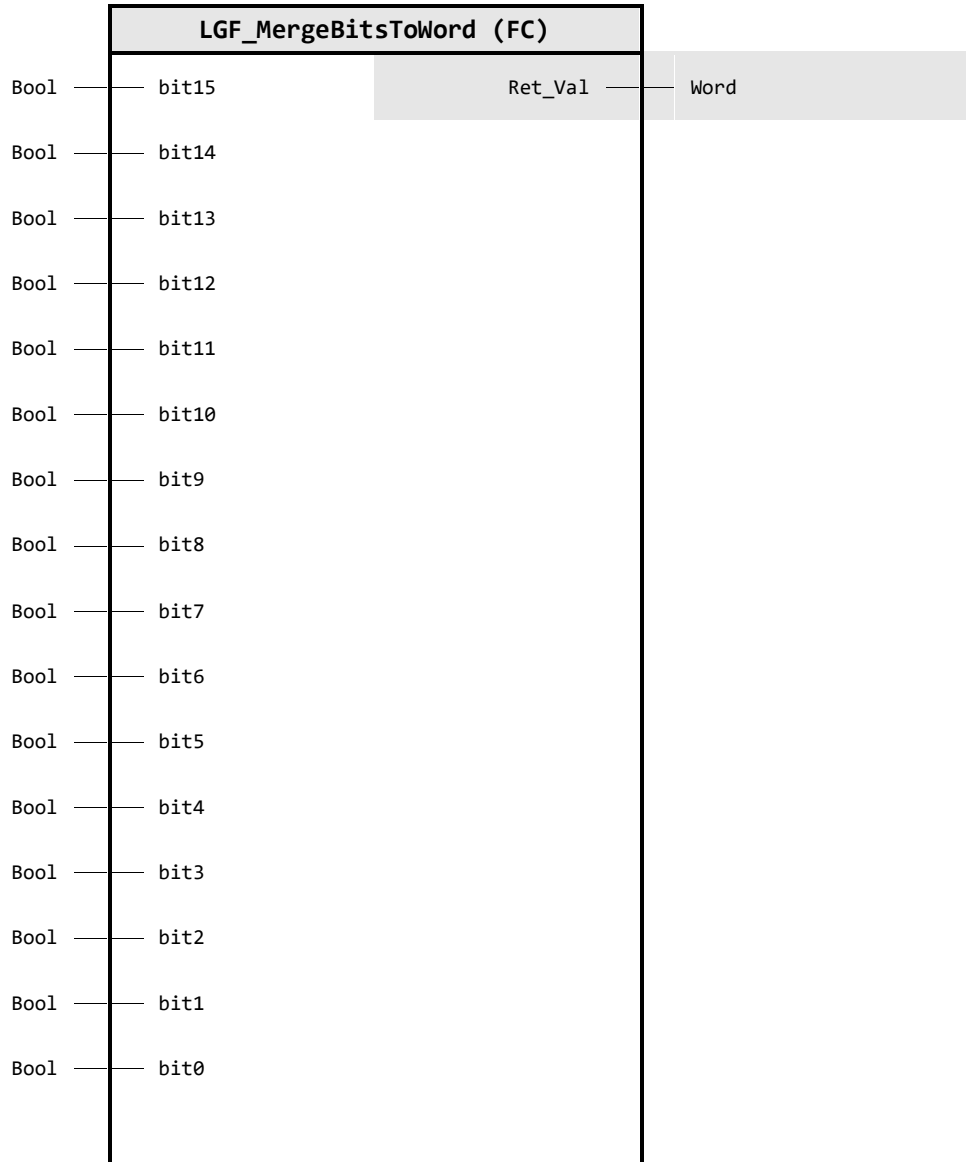 LGF_MergeBitsToWord (FC)
Bool bit15 Ret_Val Word
Bool bit14
Bool bit13
Bool bit12
Bool bit11
Bool bit10
Bool bit9
Bool bit8
Bool bit7
Bool bit6
Bool bit5
Bool bit4
Bool bit3
Bool bit2
Bool bit1
Bool bit0